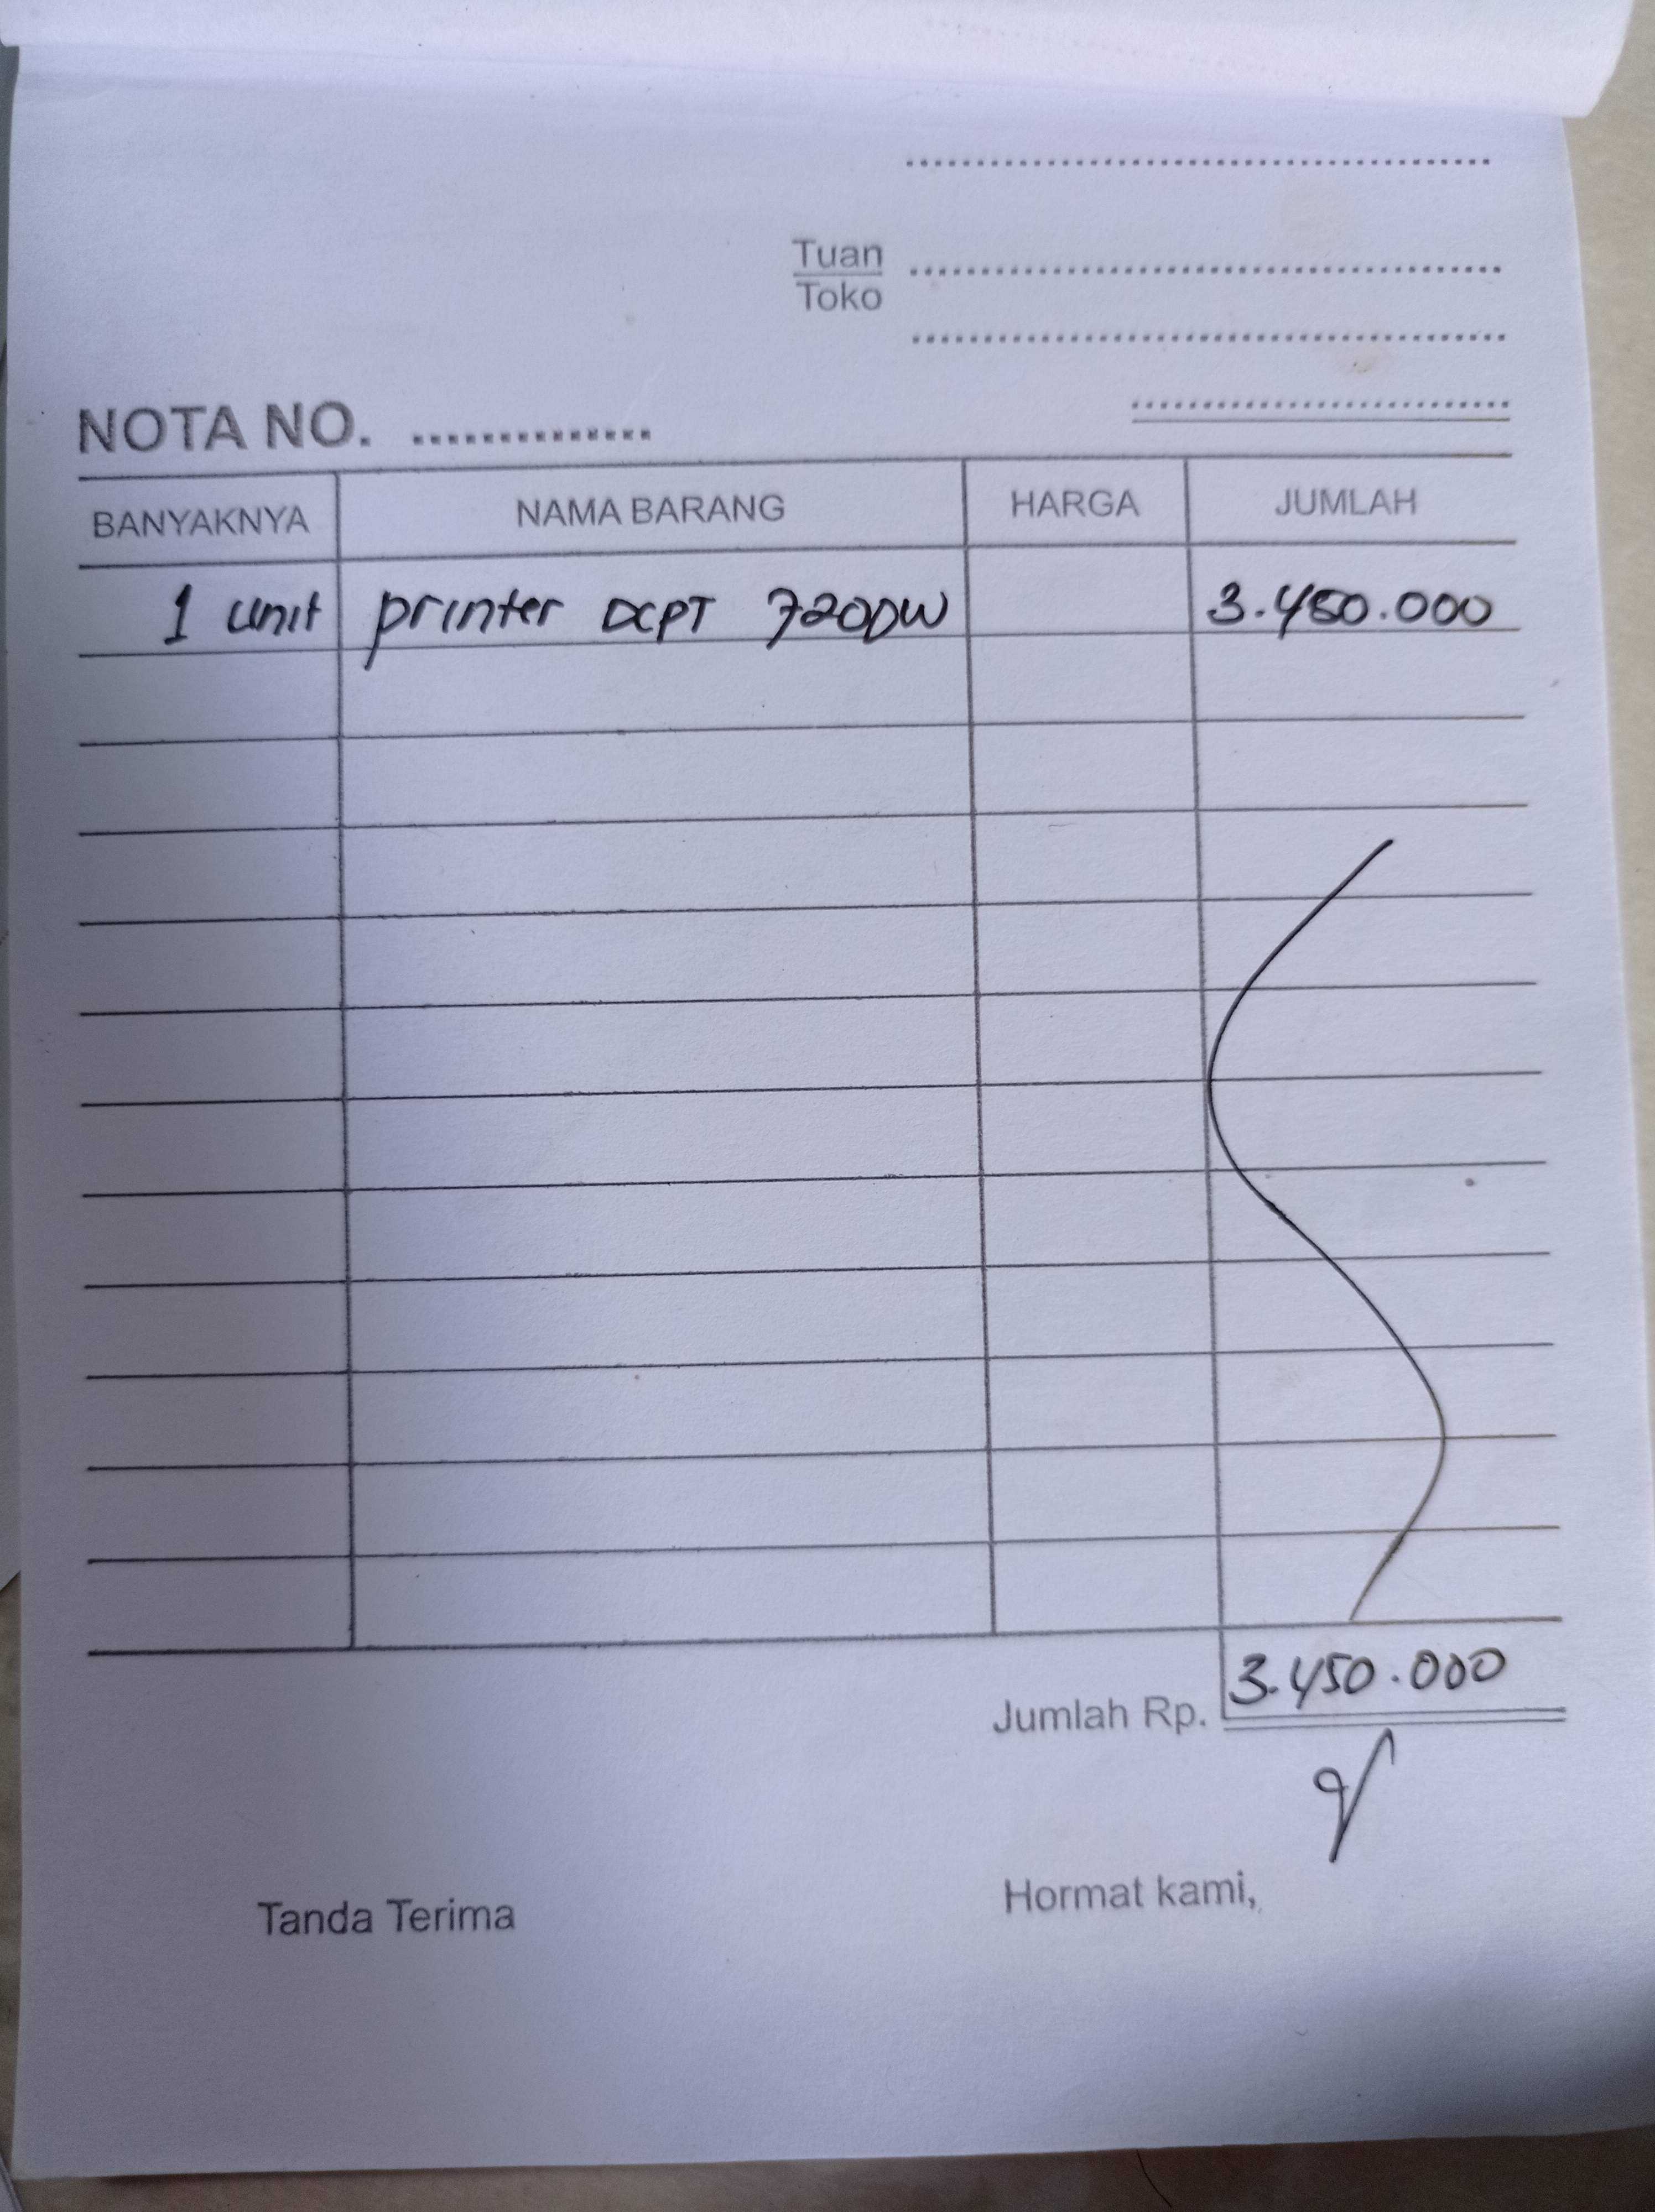 Tuan
Toko
NOTA NO. ..............
BANYAKNYA NAMA BARANG HARGA JUMLAH
1 unit printer DCPT 720DW 3.450.000
Jumlah Rp. 3.450.000
Tanda Terima Hormat kami,